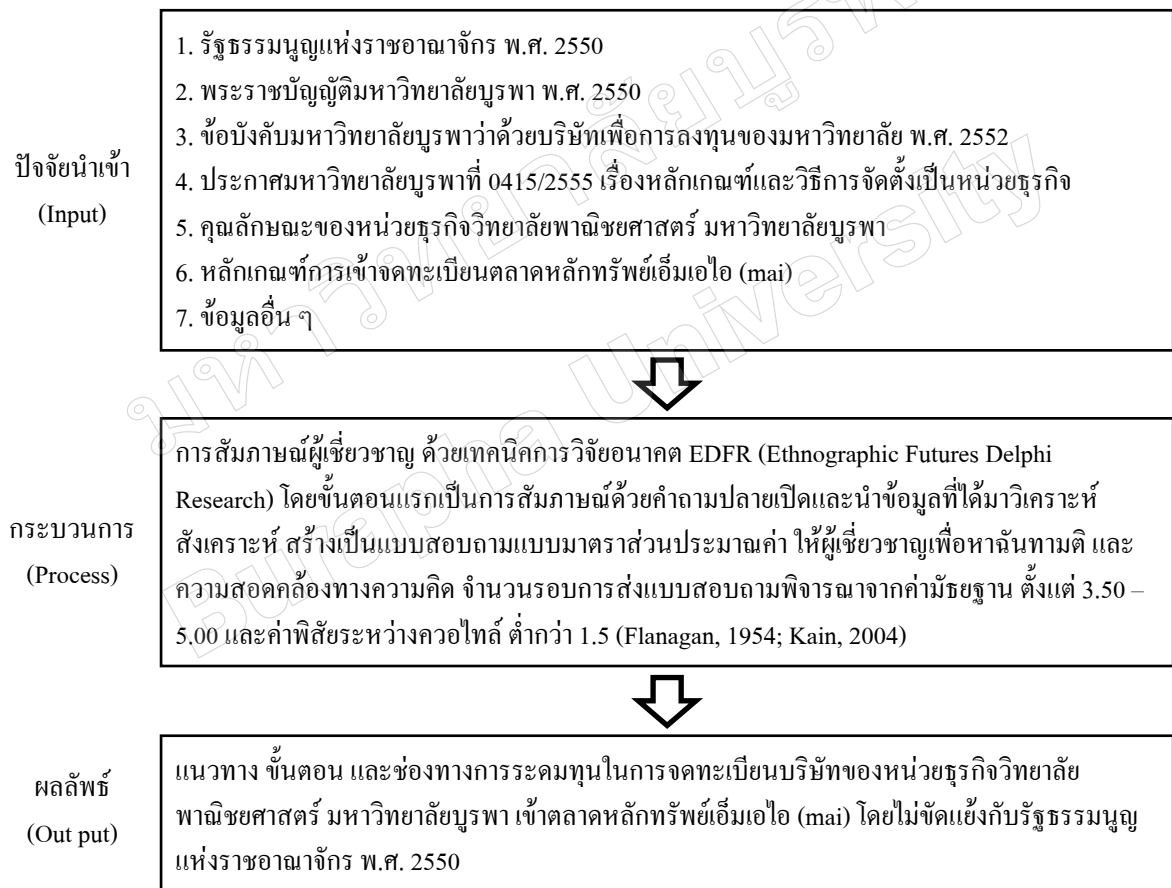 1. รัฐธรรมนูญแห่งราชอาณาจักร พ.ศ. 2550
2. พระราชบัญญัติมหาวิทยาลัยบูรพา พ.ศ. 2550
3. ข้อบังคับมหาวิทยาลัยบูรพาว่าด้วยบริษัทเพื่อการลงทุนของมหาวิทยาลัย พ.ศ. 2552
ปัจจัยนำเข้า
(Input)
4. ประกาศมหาวิทยาลัยบูรพาที่ 0415/2555 เรื่องหลักเกณฑ์และวิธีการจัดตั้งเป็นหน่วยธุรกิจ
5. คุณลักษณะของหน่วยธุรกิจวิทยาลัยพาณิชยศาสตร์ มหาวิทยาลัยบูรพา
6. หลักเกณฑ์การเข้าจดทะเบียนตลาดหลักทรัพย์เอ็มเอไอ (mai)
7. ข้อมูลอื่น ๆ
กระบวนการ
(Process)
การสัมภาษณ์ผู้เชี่ยวชาญ ด้วยเทคนิคการวิจัยอนาคต EDFR (Ethnographic Futures Delphi
Research) โดยขั้นตอนแรกเป็นการสัมภาษณ์ด้วยคำถามปลายเปิดและนำข้อมูลที่ได้มาวิเคราะห์
สังเคราะห์ สร้างเป็นแบบสอบถามแบบมาตราส่วนประมาณค่า ให้ผู้เชี่ยวชาญเพื่อหาฉันทามติ และ
ความสอดคล้องทางความคิด จำนวนรอบการส่งแบบสอบถามพิจารณาจากค่ามัธยฐาน ตั้งแต่ 3.50 –
5.00 และค่าพิสัยระหว่างควอไทล์ ต่ำกว่า 1.5 (Flanagan, 1954; Kain, 2004)
ผลลัพธ์
(Out put)
แนวทาง ขั้นตอน และช่องทางการระดมทุนในการจดทะเบียนบริษัทของหน่วยธุรกิจวิทยาลัย
พาณิชยศาสตร์ มหาวิทยาลัยบูรพา เข้าตลาดหลักทรัพย์เอ็มเอไอ (mai) โดยไม่ขัดแย้งกับรัฐธรรมนูญ
แห่งราชอาณาจักร พ.ศ. 2550
มหาวิทยาลัยบูรพา
Burapha University